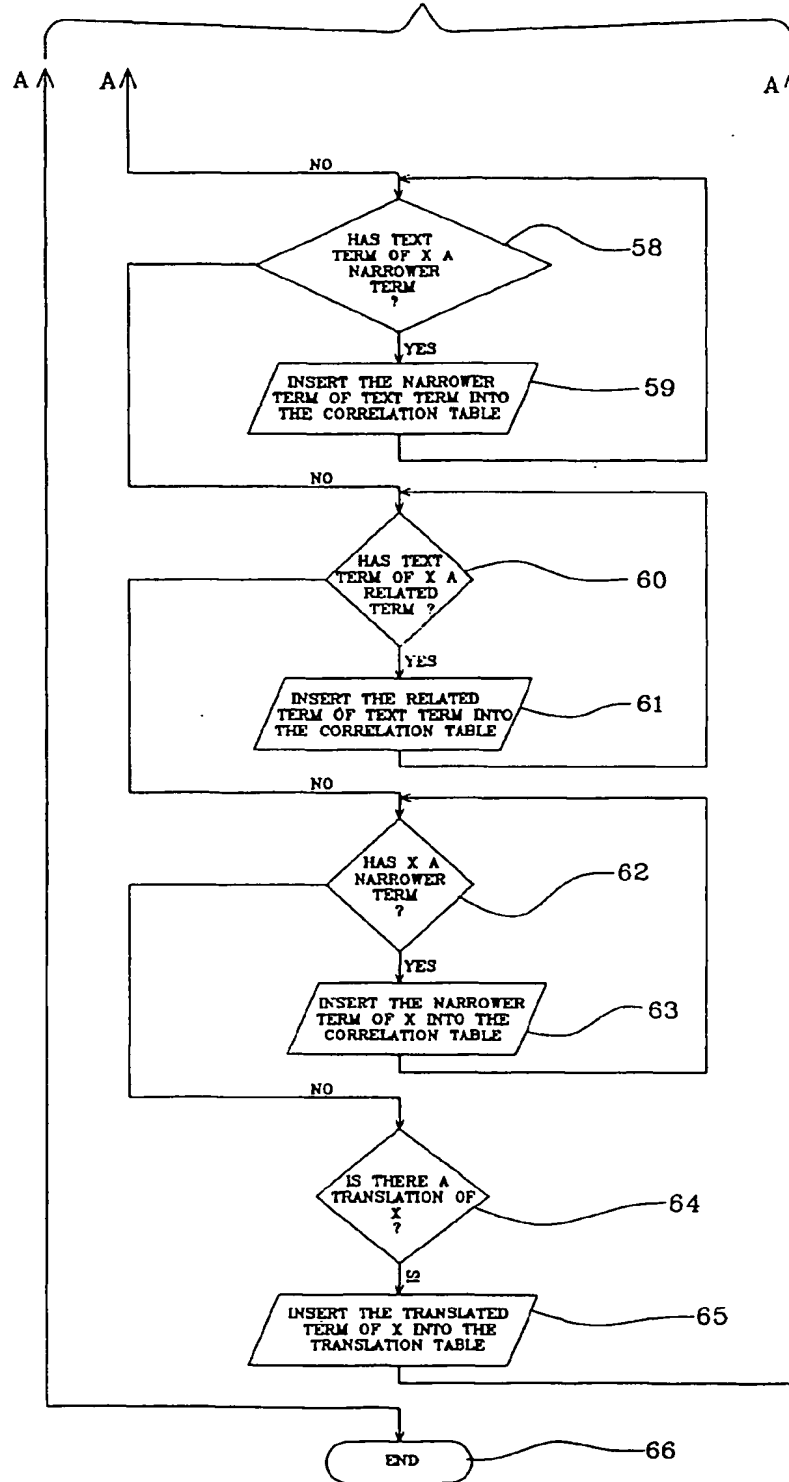 A A A
NO
HAS TEXT
TERM OF X A
NARROWER
TERM
?
58
YES
INSERT THE NARROWER
TERM OF TEXT TERM INTO
THE CORRELATION TABLE
59
NO
HAS TEXT
TERM OF X A
RELATED
TERM ?
60
YES
INSERT THE RELATED
TERM OF TEXT TERM INTO
THE CORRELATION TABLE
61
NO
HAS X A
NARROWER
TERM
?
62
YES
INSERT THE NARROWER
TERM OF X INTO THE
CORRELATION TABLE
63
NO
IS THERE A
TRANSLATION OF
X
?
64
IS
INSERT THE TRANSLATED
TERM OF X INTO THE
TRANSLATION TABLE
65
END
66